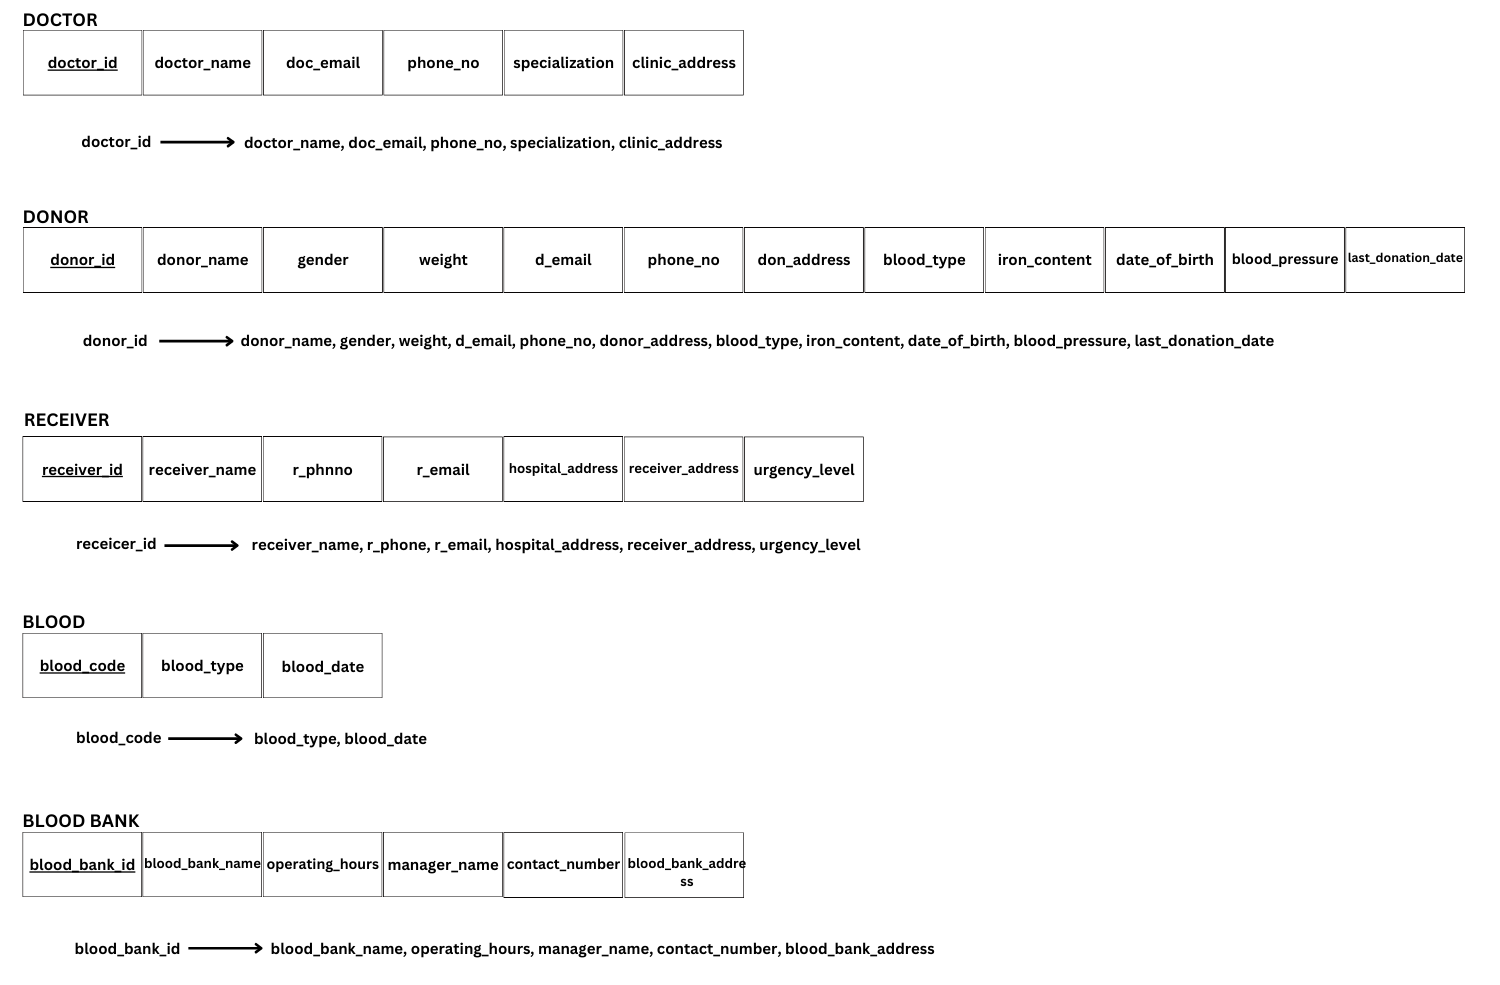 DOCTOR
doctor_id doctor_name doc_email phone_no specialization clinic_address
doctor_id doctor_name, doc_email, phone_no, specialization, clinic_address
DONOR
donor_id donor_name gender weight d_email phone_no don_address blood_type iron_content date_of_birth blood_pressure last_donation_date
donor_id donor_name, gender, weight, d_email, phone_no, donor_address, blood_type, iron_content, date_of_birth, blood_pressure, last_donation_date
RECEIVER
receiver_id receiver_name r_phnno r_email hospital_address receiver_address urgency_level
receicer_id receiver_name, r_phone, r_email, hospital_address, receiver_address, urgency_level
BLOOD
blood_code blood_type blood_date
blood_code blood_type, blood_date
BLOOD BANK
blood_bank_id blood_bank_name operating_hours manager_name contact_number blood_bank_addre
ss
blood_bank_id blood_bank_name, operating_hours, manager_name, contact_number, blood_bank_address